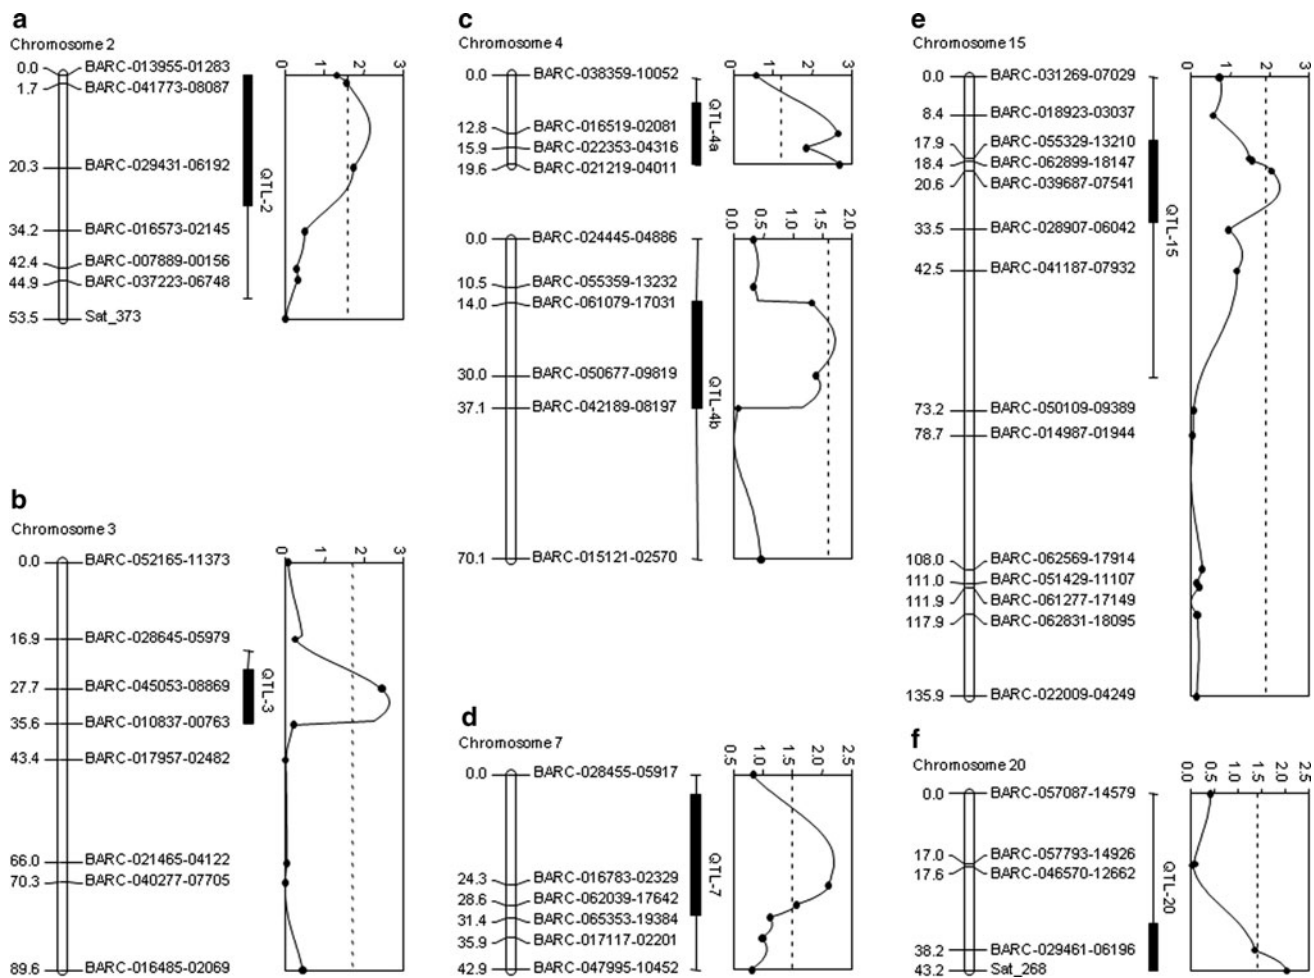 a
Chromosome 2
0.0 BARC-013955-01283
1.7 BARC-041773-08087
20.3 BARC-029431-06192
34.2 BARC-016573-02145
42.4 BARC-007889-00156
44.9 BARC-037223-06748
53.5 Sat_373
QTL-2
0 1 2 3
b
Chromosome 3
0.0 BARC-052165-11373
16.9 BARC-028645-05979
27.7 BARC-045053-08869
35.6 BARC-010837-00763
43.4 BARC-017957-02482
66.0 BARC-021465-04122
70.3 BARC-040277-07705
89.6 BARC-016485-02069
QTL-3
0 1 2 3
c
Chromosome 4
0.0 BARC-038359-10052
12.8 BARC-016519-02081
15.9 BARC-022353-04316
19.6 BARC-021219-04011
QTL-4a
0 1 2 3
0.0 BARC-024445-04886
10.5 BARC-055359-13232
14.0 BARC-061079-17031
30.0 BARC-050677-09819
37.1 BARC-042189-08197
70.1 BARC-015121-02570
QTL-4b
0.0 0.5 1.0 1.5 2.0
d
Chromosome 7
0.0 BARC-028455-05917
24.3 BARC-016783-02329
28.6 BARC-062039-17642
31.4 BARC-065353-19384
35.9 BARC-017117-02201
42.9 BARC-047995-10452
QTL-7
0.5 1.0 1.5 2.0 2.5
e
Chromosome 15
0.0 BARC-031269-07029
8.4 BARC-018923-03037
17.9 BARC-055329-13210
18.4 BARC-062899-18147
20.6 BARC-039687-07541
33.5 BARC-028907-06042
42.5 BARC-041187-07932
73.2 BARC-050109-09389
78.7 BARC-014987-01944
108.0 BARC-062569-17914
111.0 BARC-051429-11107
111.9 BARC-061277-17149
117.9 BARC-062831-18095
135.9 BARC-022009-04249
QTL-15
0 1 2 3
f
Chromosome 20
0.0 BARC-057087-14579
17.0 BARC-057793-14926
17.6 BARC-046570-12662
38.2 BARC-029461-06196
43.2 Sat_268
QTL-20
0.0 0.5 1.0 1.5 2.0 2.5